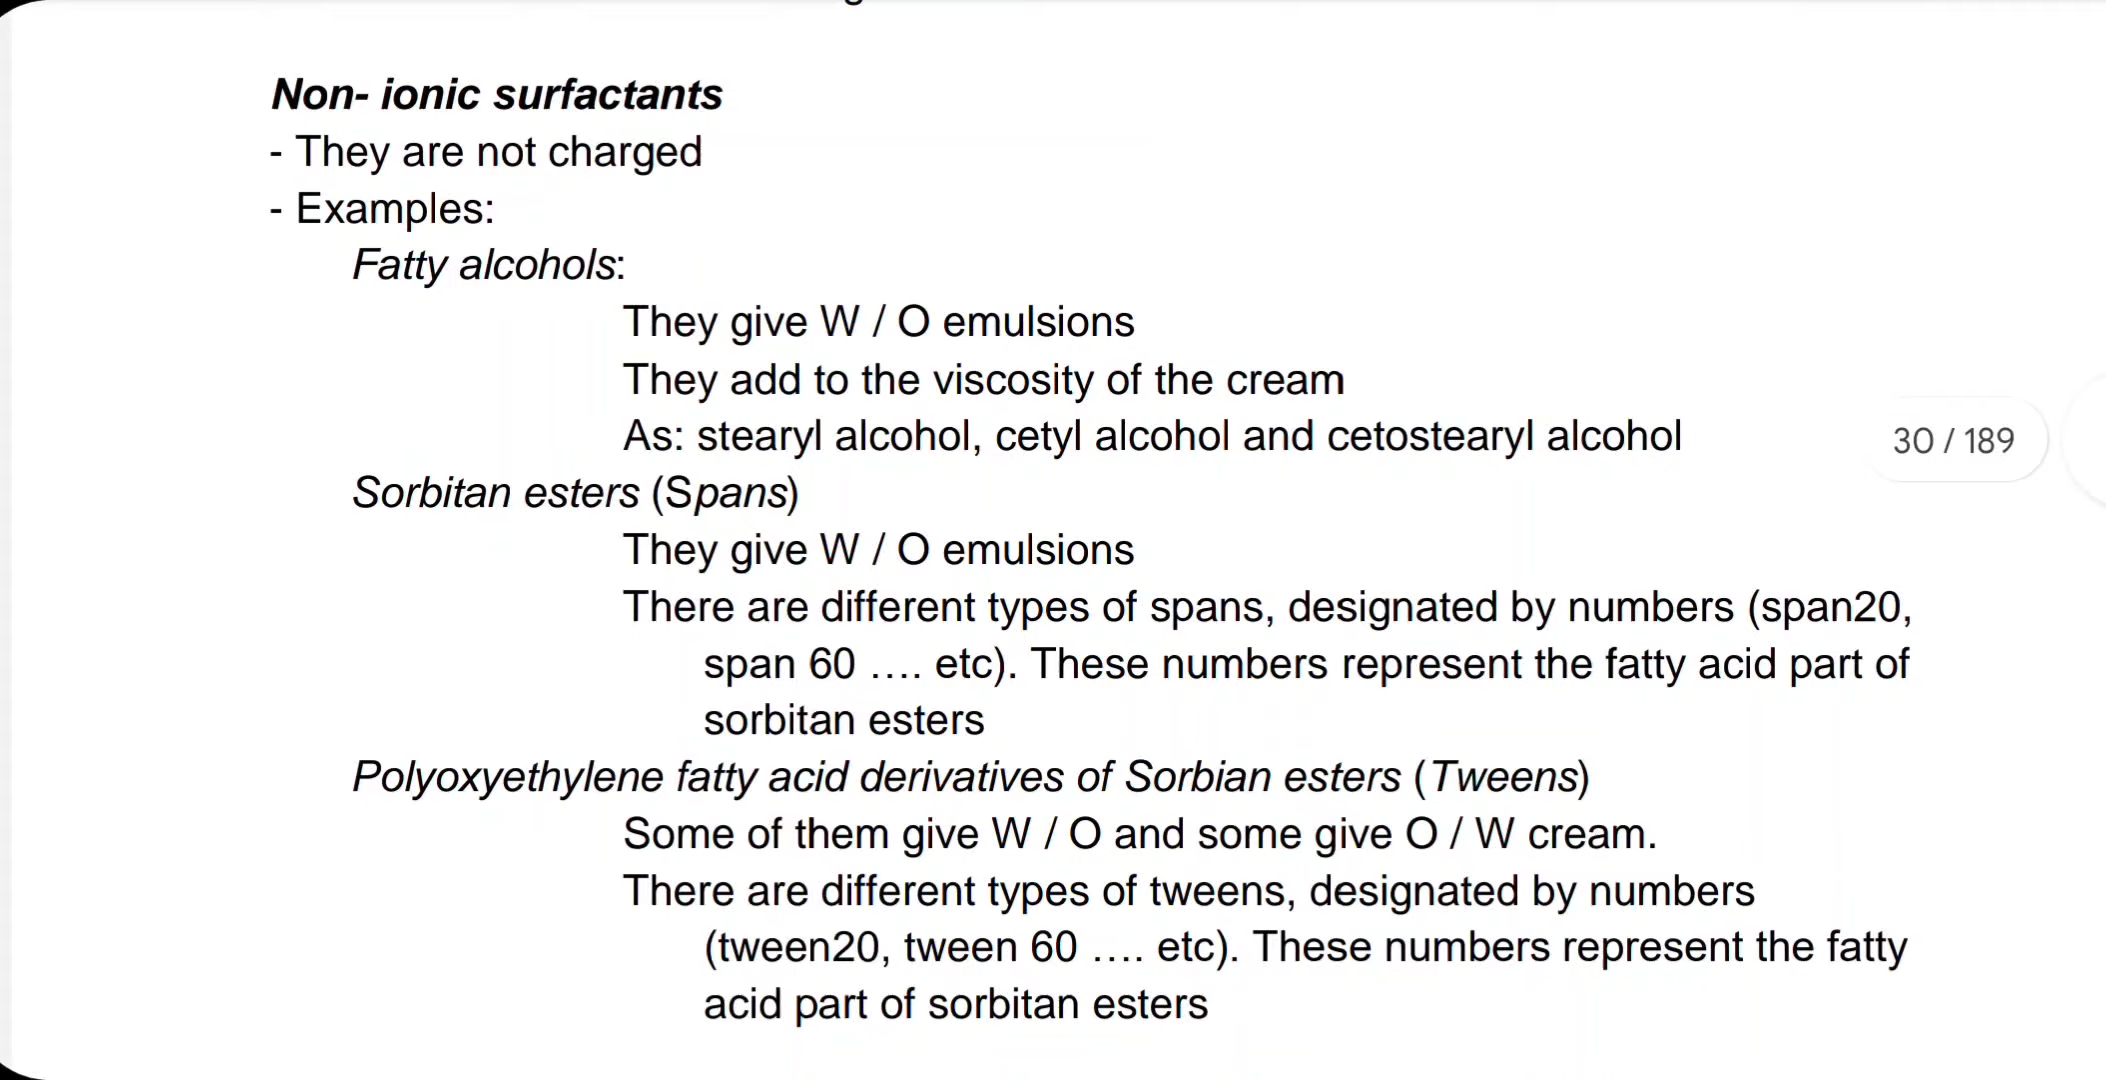 Non- ionic surfactants
- They are not charged
- Examples:
Fatty alcohols:
They give W / O emulsions
They add to the viscosity of the cream
As: stearyl alcohol, cetyl alcohol and cetostearyl alcohol
30 / 189
Sorbitan esters (Spans)
They give W / O emulsions
There are different types of spans, designated by numbers (span20,
span 60 .... etc). These numbers represent the fatty acid part of
sorbitan esters
Polyoxyethylene fatty acid derivatives of Sorbian esters (Tweens)
Some of them give W / O and some give O / W cream.
There are different types of tweens, designated by numbers
(tween20, tween 60 .... etc). These numbers represent the fatty
acid part of sorbitan esters